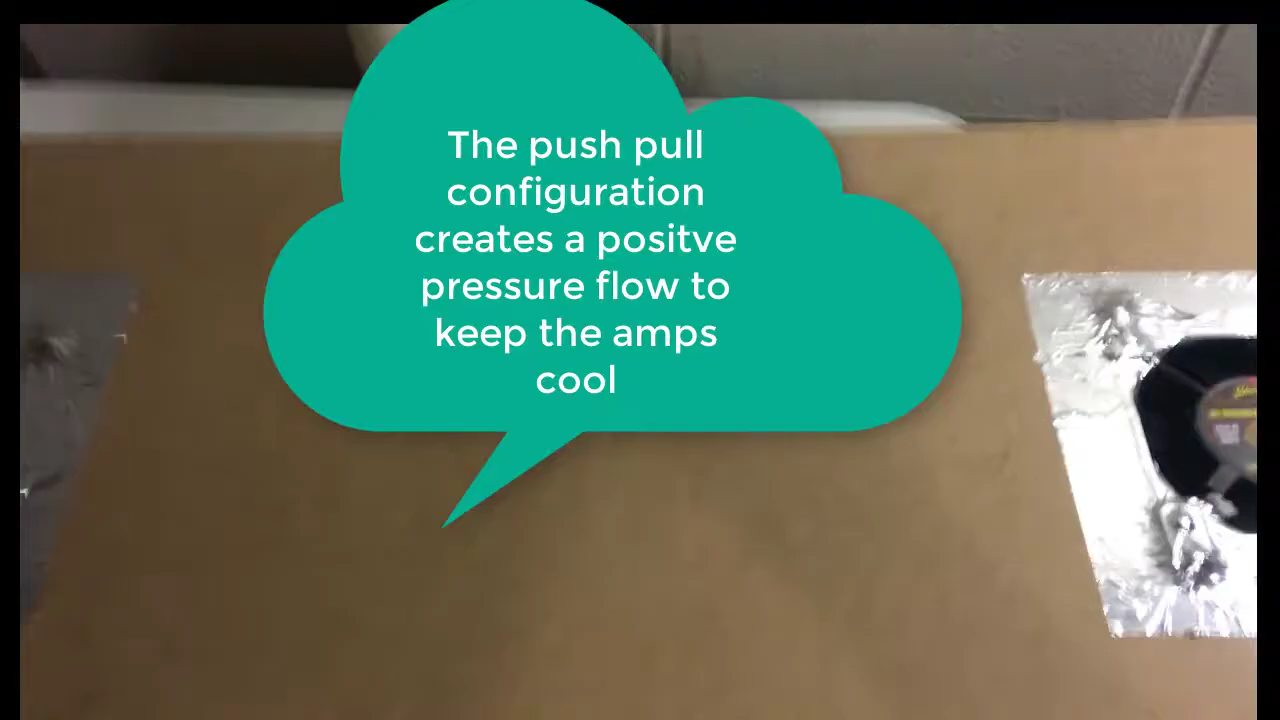 The push pull
configuration
creates a positve
pressure flow to
keep the amps
cool